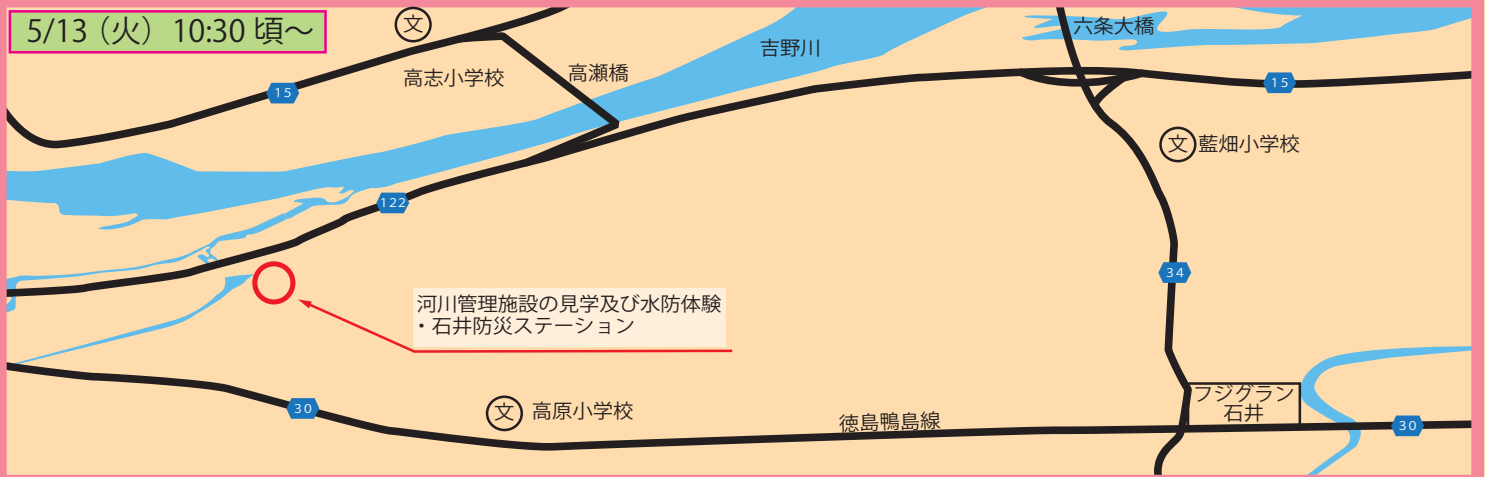 5/13（火）10:30 頃～
文
高志小学校
高瀬橋
吉野川
六条大橋
15
15
文
藍畑小学校
122
34
河川管理施設の見学及び水防体験
・石井防災ステーション
30
文
高原小学校
徳島鴨島線
フジグラン
石井
30